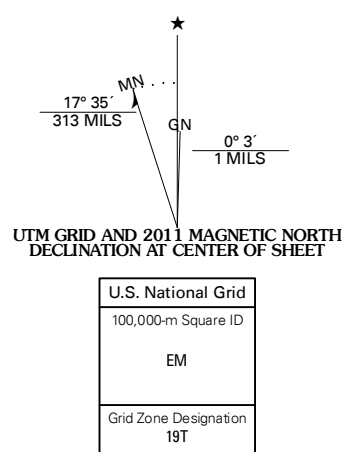 ★
MN
17° 35´
313 MILS
GN
0° 3´
1 MILS
UTM GRID AND 2011 MAGNETIC NORTH
DECLINATION AT CENTER OF SHEET
U.S. National Grid
100,000-m Square ID
EM
Grid Zone Designation
19T